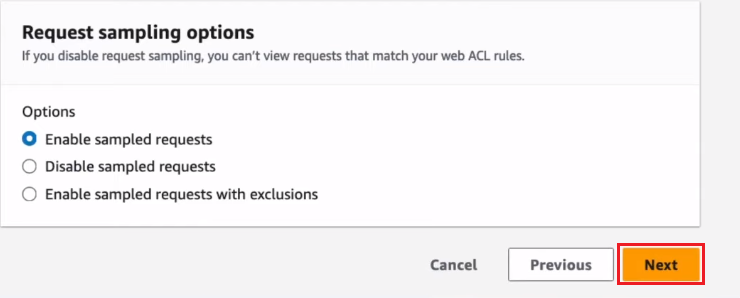 Request sampling options
If you disable request sampling, you can't view requests that match your web ACL rules.
Options
Enable sampled requests
Disable sampled requests
Enable sampled requests with exclusions
Cancel Previous Next